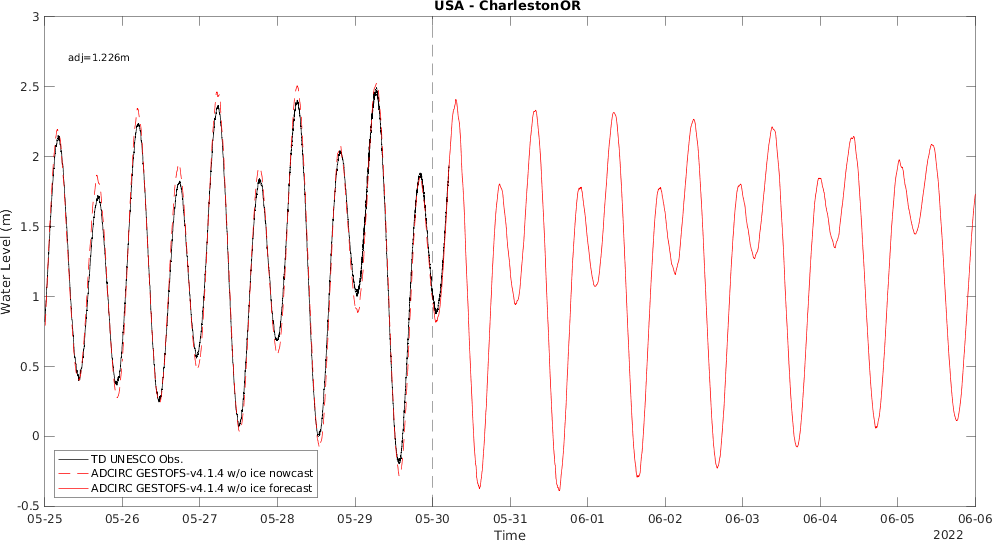 USA - CharlestonOR
adj=1.226m
3
2.5
2
1.5
1
0.5
0
-0.5
Water Level (m)
TD UNESCO Obs.
ADCIRC GESTOFS-v4.1.4 w/o ice nowcast
ADCIRC GESTOFS-v4.1.4 w/o ice forecast
05-25 05-26 05-27 05-28 05-29 05-30 05-31 06-01 06-02 06-03 06-04 06-05 06-06
Time
2022